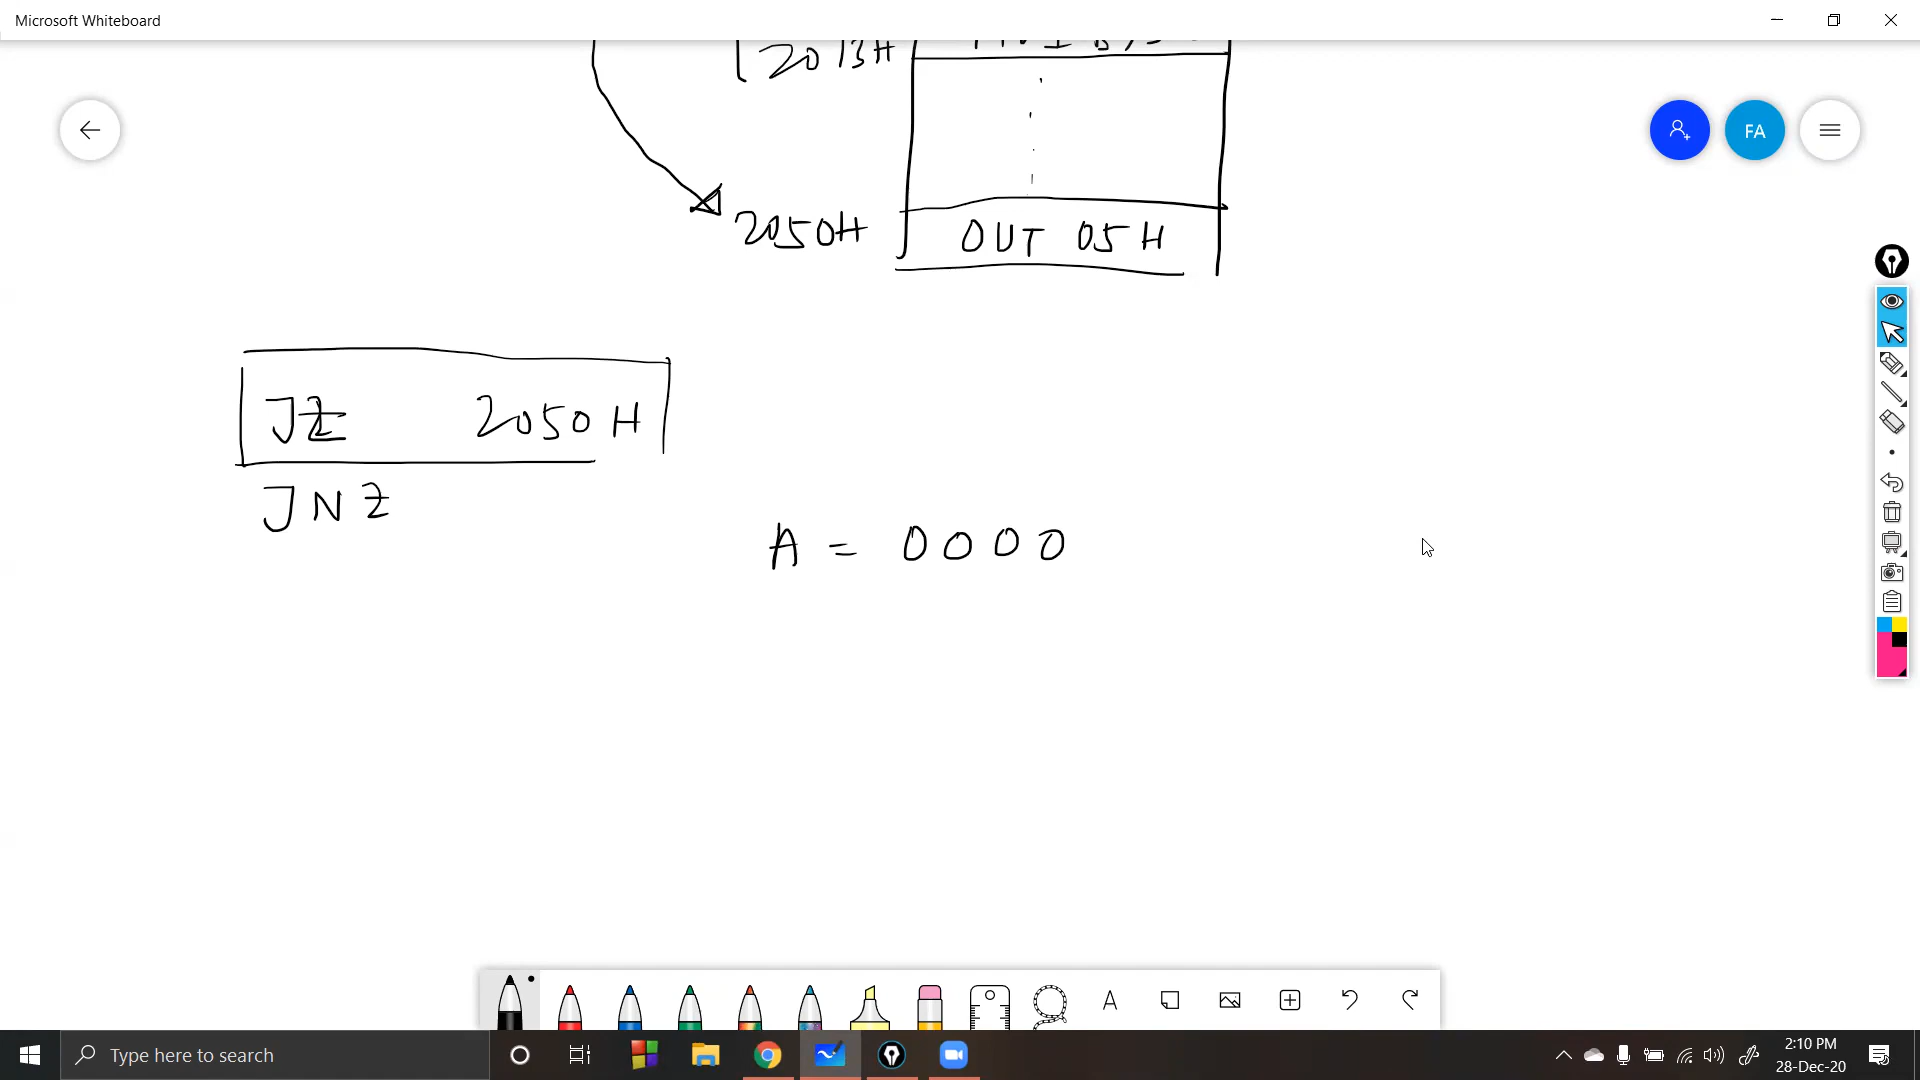 Microsoft Whiteboard
2013H
2050H OUT 05H
FA
JZ 2050H
JNZ
A = 0000
A
Type here to search
2:10 PM
28-Dec-20